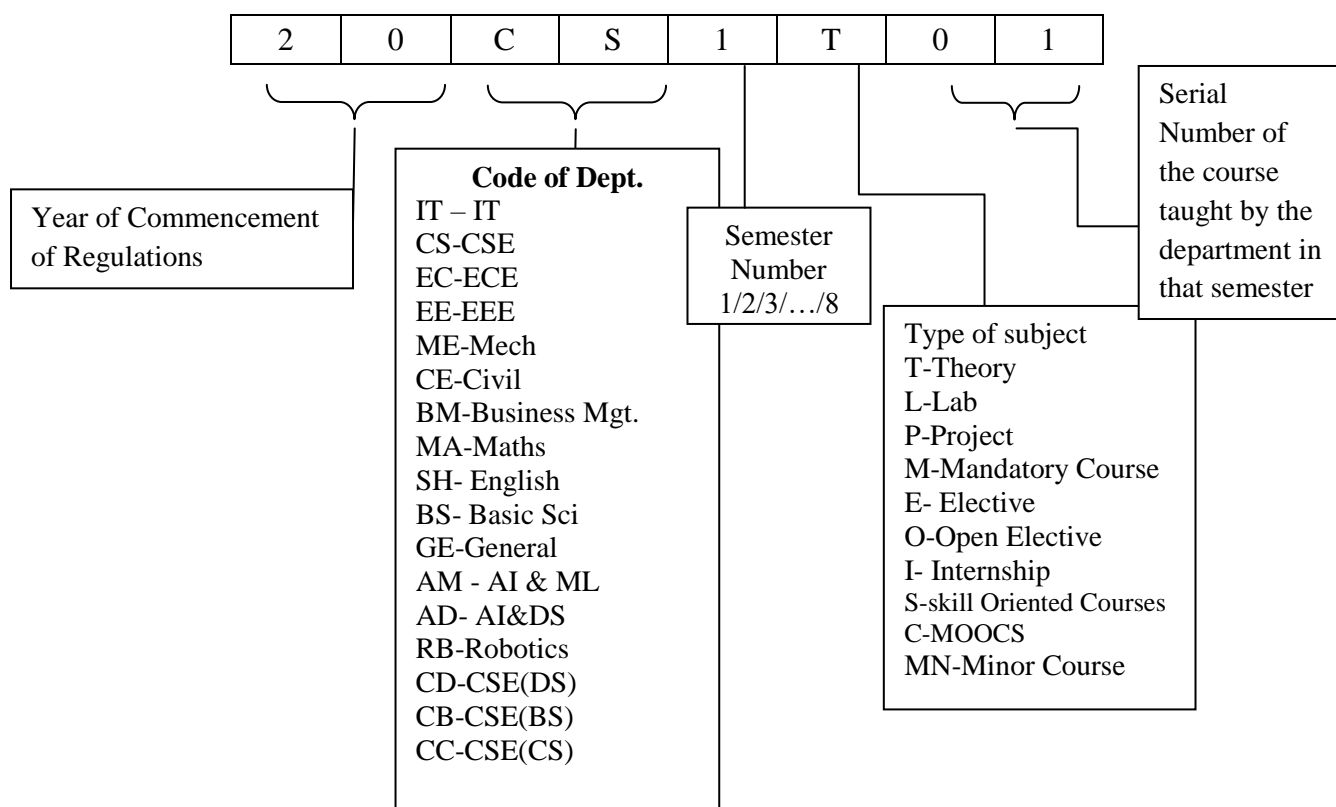 2 0 C S 1 T 0 1
Year of Commencement
of Regulations
Code of Dept.
IT – IT
CS-CSE
EC-ECE
EE-EEE
ME-Mech
CE-Civil
BM-Business Mgt.
MA-Maths
SH- English
BS- Basic Sci
GE-General
AM - AI & ML
AD- AI&DS
RB-Robotics
CD-CSE(DS)
CB-CSE(BS)
CC-CSE(CS)
Semester
Number
1/2/3/…/8
Type of subject
T-Theory
L-Lab
P-Project
M-Mandatory Course
E- Elective
O-Open Elective
I- Internship
S-skill Oriented Courses
C-MOOCS
MN-Minor Course
Serial
Number of
the course
taught by the
department in
that semester